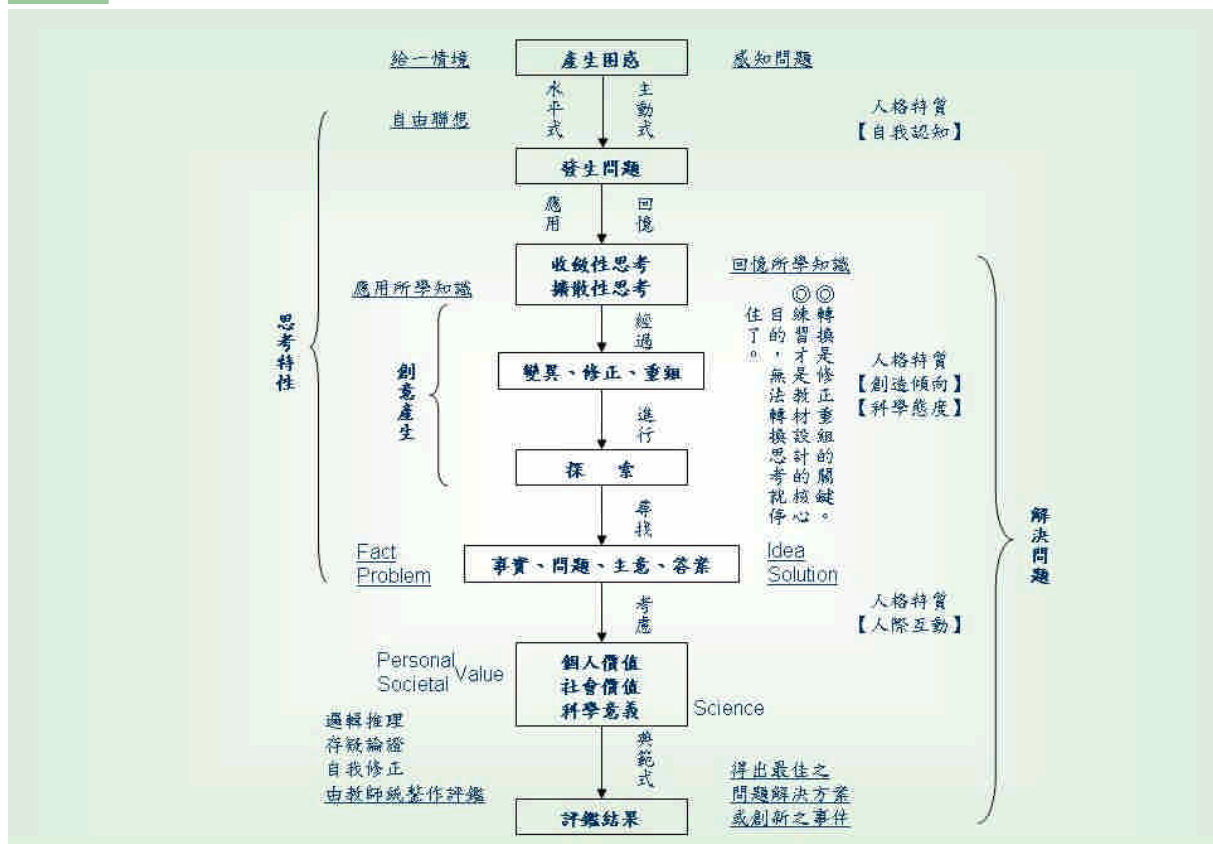 給一情境
產生困惑
感知問題
水平式
主動式
人格特質
【自我認知】
自由聯想
發生問題
應用
回憶
收斂性思考
擴散性思考
回憶所學知識
應用所學知識
◎轉換是修正重組的關鍵。
◎練習才是教材設計的核心
目的,無法轉換思考就停
住了。
經過
思考特性
創意產生
變異、修正、重組
人格特質
【創造傾向】
【科學態度】
進行
探 索
尋找
解決問題
Fact
Problem
事實、問題、主意、答案
Idea
Solution
考慮
人格特質
【人際互動】
Personal
Societal
Value
個人價值
社會價值
科學意義
Science
邏輯推理
存疑論證
自我修正
由教師統整作評鑑
典範式
得出最佳之
問題解決方案
或創新之事件
評鑑結果